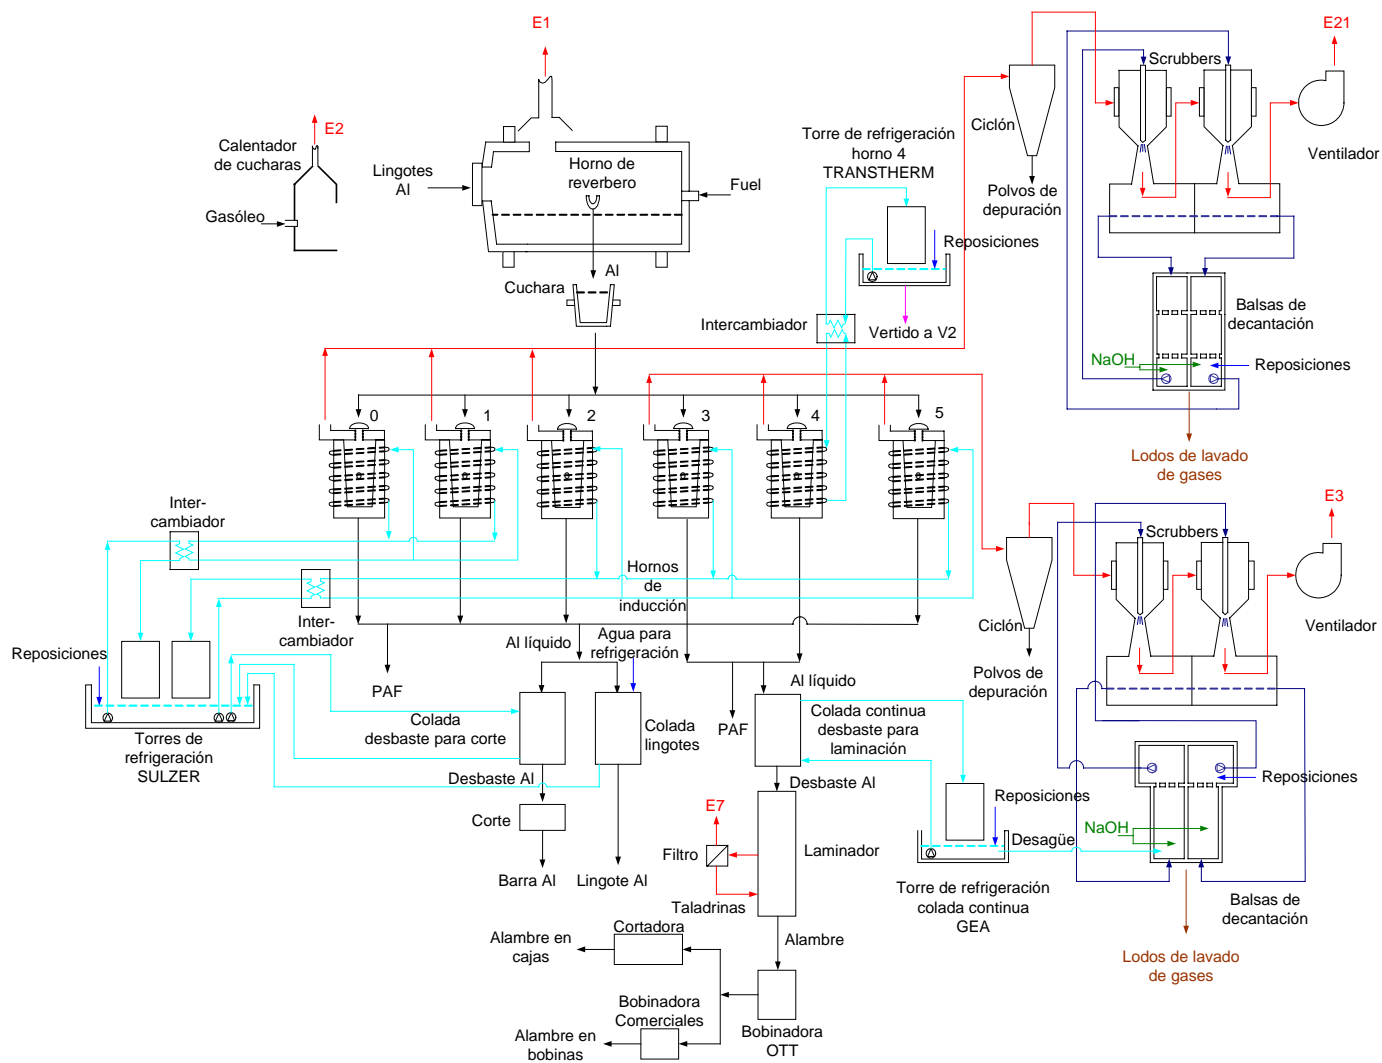 E1
E21
E2
Scrubbers
Calentador
de cucharas
Lingotes
Al
Horno de
reverbero
Fuel
Gasóleo
Torre de refrigeración
horno 4
TRANSTHERM
Ciclón
Ventilador
Polvos de
depuración
Reposiciones
Al
Cuchara
Intercambiador
Vertido a V2
Balsas de
decantación
NaOH
Reposiciones
Lodos de lavado
de gases
0
1
2
3
4
5
Inter-
cambiador
Inter-
cambiador
Hornos
de
inducción
E3
Scrubbers
Ciclón
Ventilador
Polvos de
depuración
Reposiciones
Torres de
refrigeración
SULZER
PAF
Al líquido
Agua para
refrigeración
Colada
desbaste para corte
Colada
lingotes
Desbaste Al
Corte
Barra Al
Lingote Al
PAF
Al líquido
Colada continua
desbaste para
laminación
Desbaste Al
E7
Filtro
Taladrinas
Laminador
Reposiciones
Desagüe
Torre de refrigeración
colada continua
GEA
Reposiciones
NaOH
Balsas de
decantación
Lodos de lavado
de gases
Alambre
Cortadora
Alambre en
cajas
Bobinadora
Comerciales
Alambre en
bobinas
Bobinadora
OTT